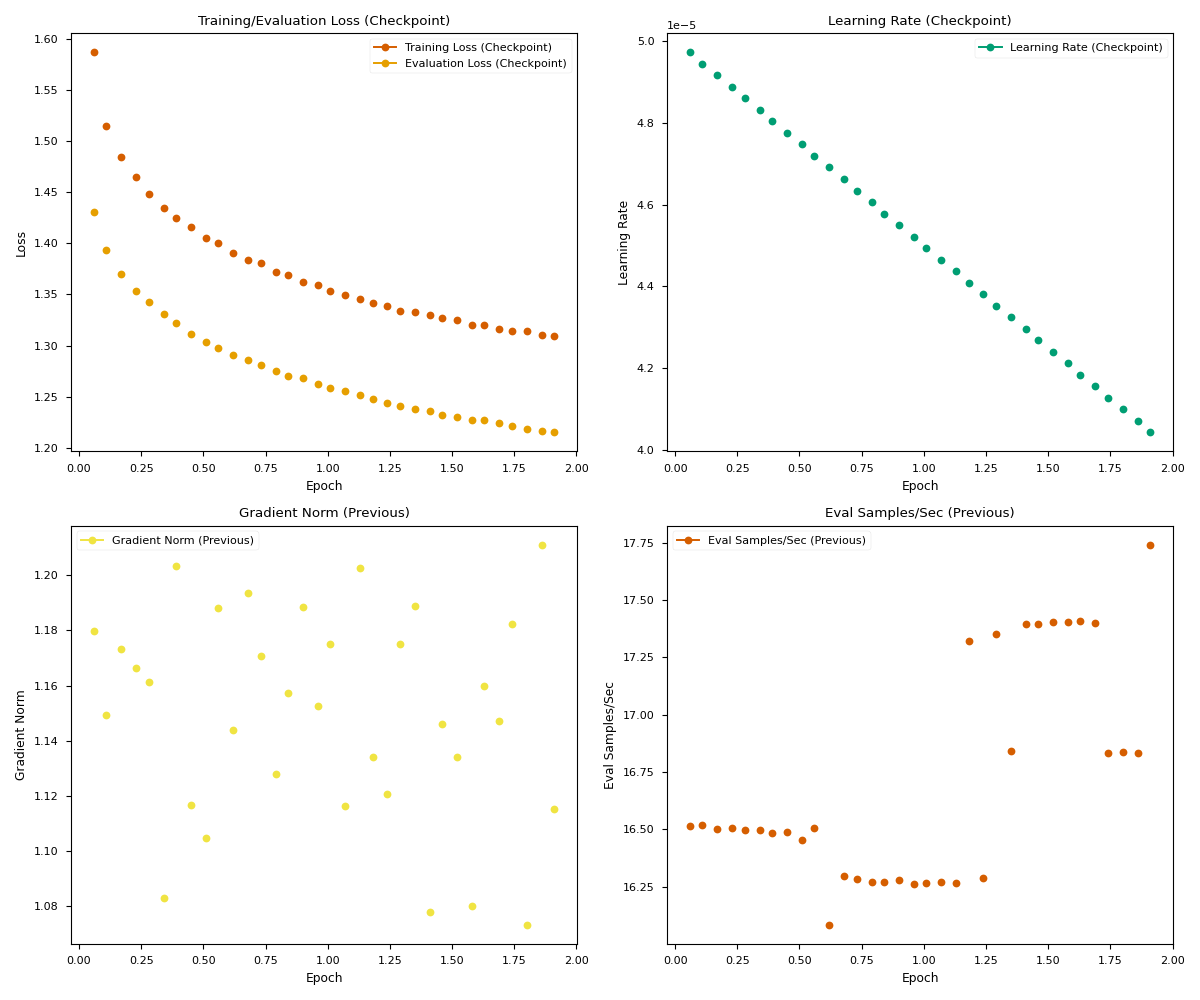 Training/Evaluation Loss (Checkpoint)
Training Loss (Checkpoint)
Evaluation Loss (Checkpoint)
1.60
1.55
1.50
1.45
1.40
1.35
1.30
1.25
1.20
Loss
0.00 0.25 0.50 0.75 1.00 1.25 1.50 1.75 2.00
Epoch
Learning Rate (Checkpoint)
1e−5
Learning Rate (Checkpoint)
5.0
4.8
4.6
4.4
4.2
4.0
Learning Rate
0.00 0.25 0.50 0.75 1.00 1.25 1.50 1.75 2.00
Epoch
Gradient Norm (Previous)
Gradient Norm (Previous)
1.20
1.18
1.16
1.14
1.12
1.10
1.08
Gradient Norm
0.00 0.25 0.50 0.75 1.00 1.25 1.50 1.75 2.00
Epoch
Eval Samples/Sec (Previous)
Eval Samples/Sec (Previous)
17.75
17.50
17.25
17.00
16.75
16.50
16.25
Eval Samples/Sec
0.00 0.25 0.50 0.75 1.00 1.25 1.50 1.75 2.00
Epoch